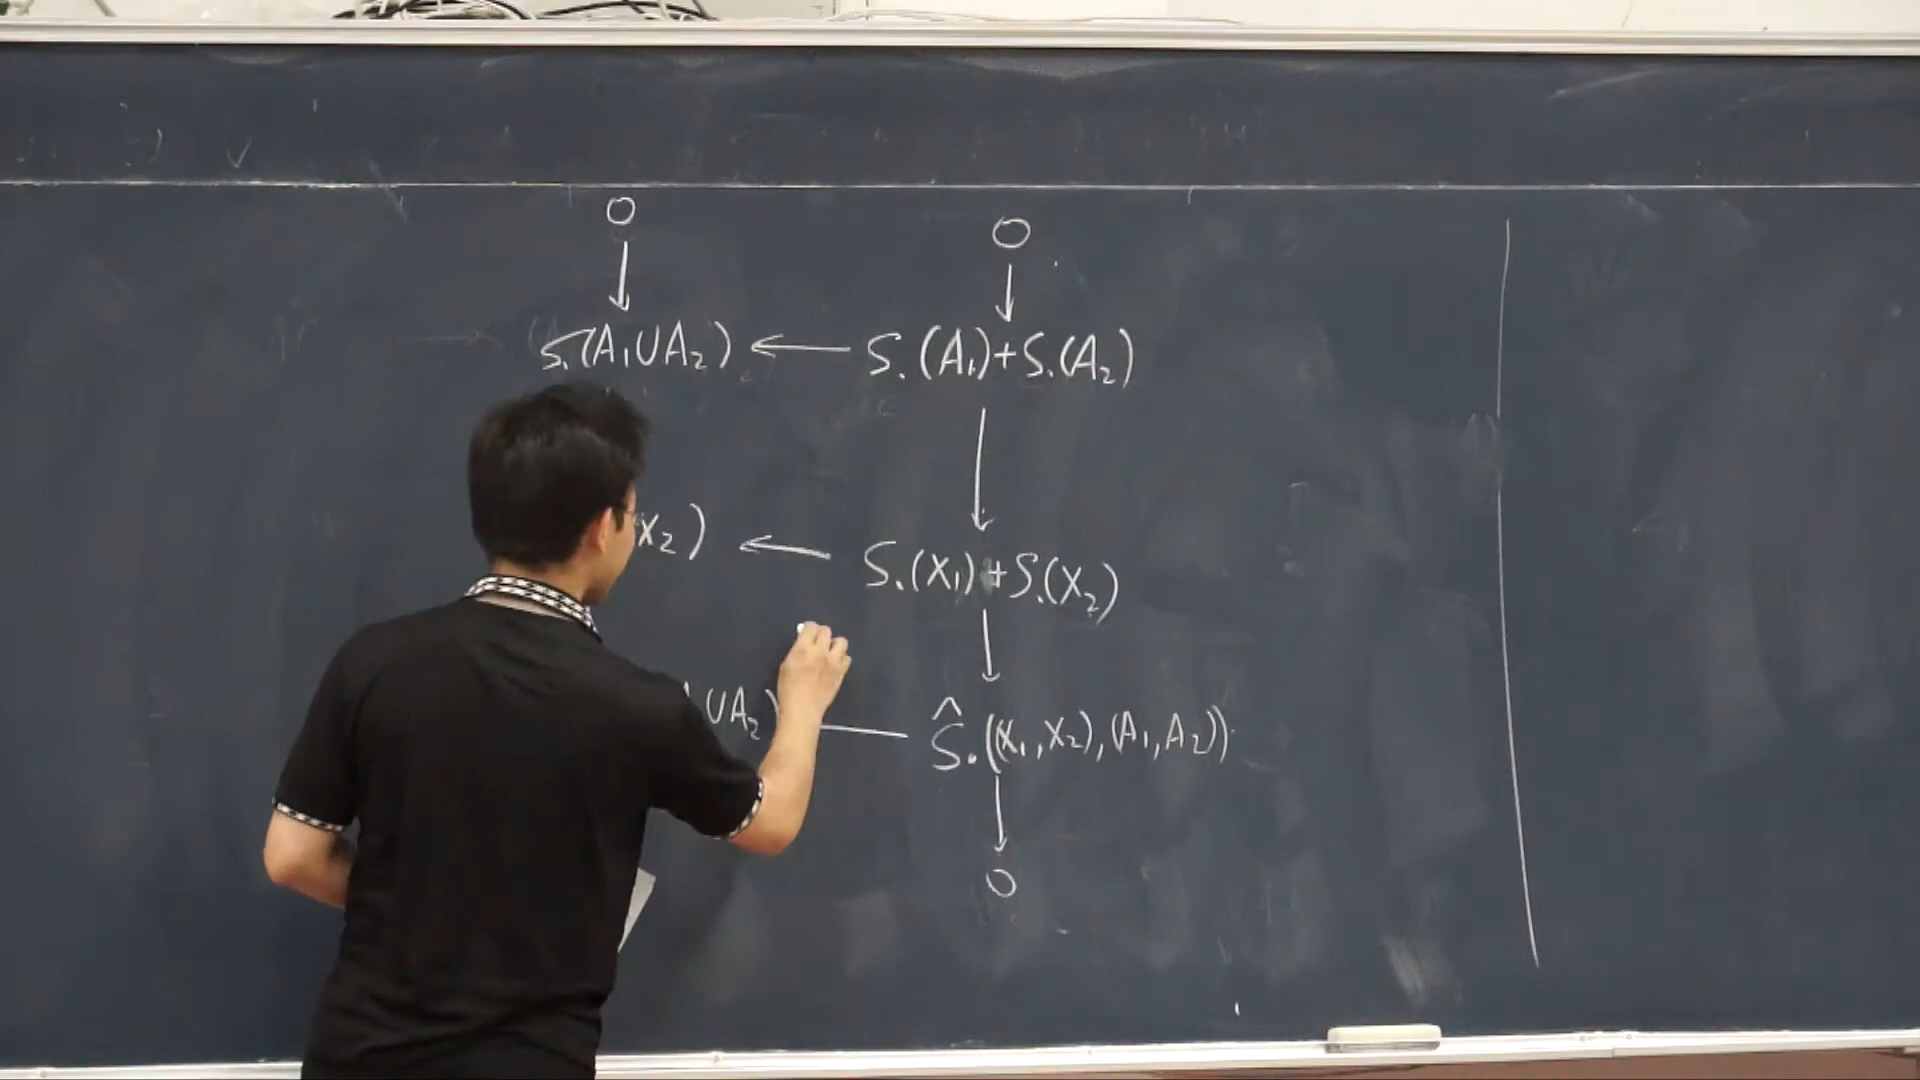 0 0
↓ ↓
S.(A₁∪A₂) ← S.(A₁)+S.(A₂)
↓
X₂) ← S.(X₁)+S.(X₂)
↓
∪A₂) — Ŝ.((X₁,X₂),(A₁,A₂))
↓
0